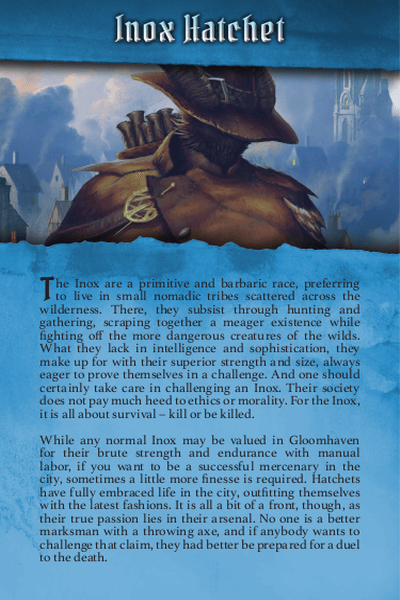 Inox Hatchet
The Inox are a primitive and barbaric race, preferring
to live in small nomadic tribes scattered across the
wilderness. There, they subsist through hunting and
gathering, scraping together a meager existence while
fighting off the more dangerous creatures of the wilds.
What they lack in intelligence and sophistication, they
make up for with their superior strength and size, always
eager to prove themselves in a challenge. And one should
certainly take care in challenging an Inox. Their society
does not pay much heed to ethics or morality. For the Inox,
it is all about survival – kill or be killed.
While any normal Inox may be valued in Gloomhaven
for their brute strength and endurance with manual
labor, if you want to be a successful mercenary in the
city, sometimes a little more finesse is required. Hatchets
have fully embraced life in the city, outfitting themselves
with the latest fashions. It is all a bit of a front, though, as
their true passion lies in their arsenal. No one is a better
marksman with a throwing axe, and if anybody wants to
challenge that claim, they had better be prepared for a duel
to the death.